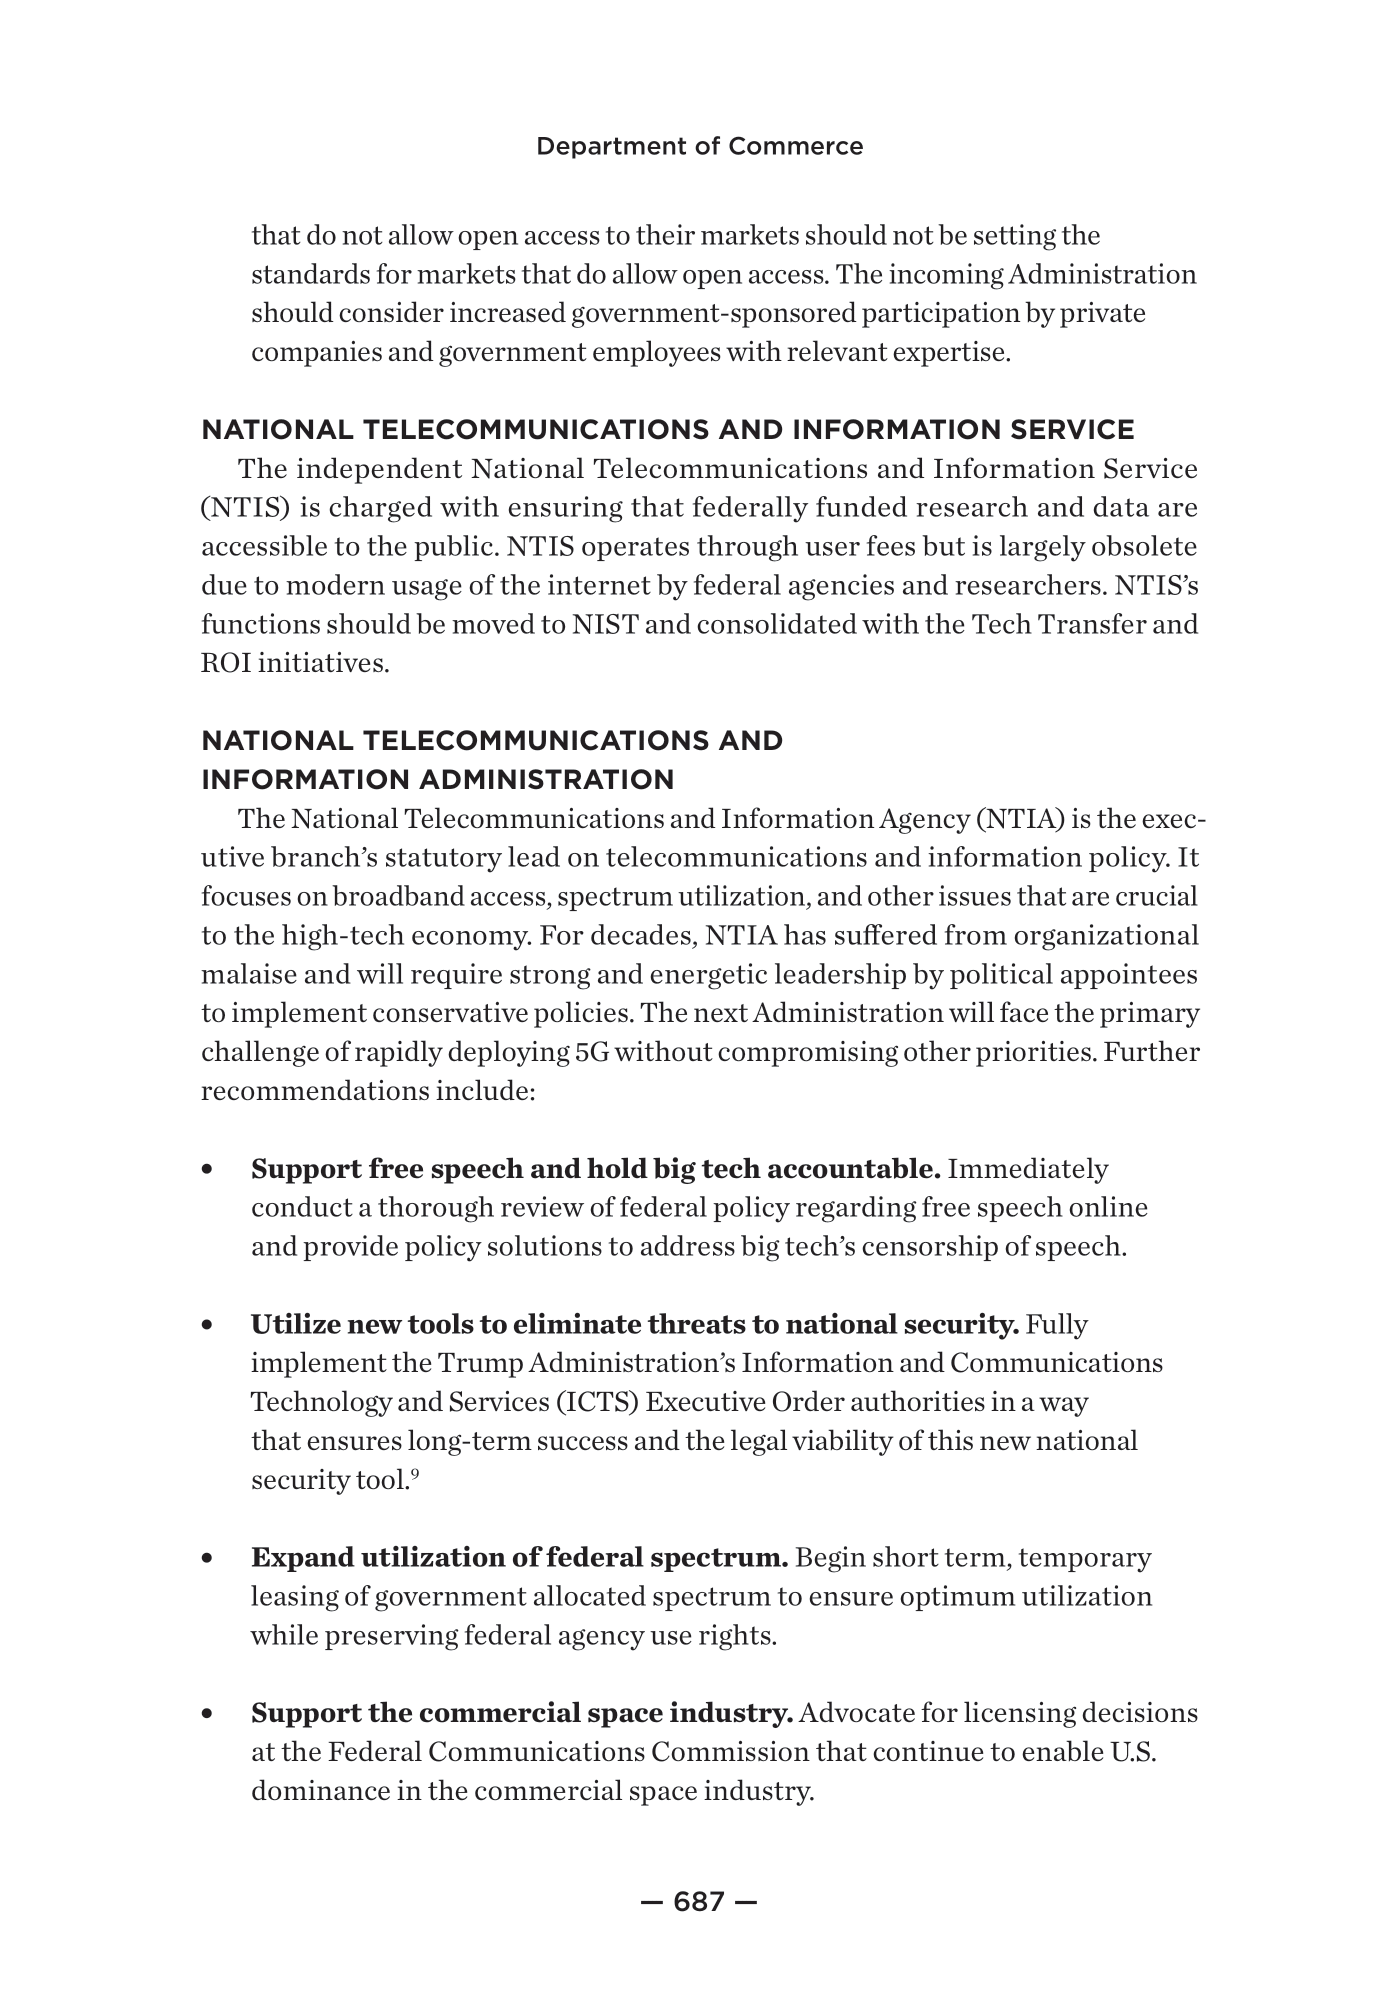 Department of Commerce
that do not allow open access to their markets should not be setting the
standards for markets that do allow open access. The incoming Administration
should consider increased government-sponsored participation by private
companies and government employees with relevant expertise.
NATIONAL TELECOMMUNICATIONS AND INFORMATION SERVICE
The independent National Telecommunications and Information Service
(NTIS) is charged with ensuring that federally funded research and data are
accessible to the public. NTIS operates through user fees but is largely obsolete
due to modern usage of the internet by federal agencies and researchers. NTIS’s
functions should be moved to NIST and consolidated with the Tech Transfer and
ROI initiatives.
NATIONAL TELECOMMUNICATIONS AND
INFORMATION ADMINISTRATION
The National Telecommunications and Information Agency (NTIA) is the exec-
utive branch’s statutory lead on telecommunications and information policy. It
focuses on broadband access, spectrum utilization, and other issues that are crucial
to the high-tech economy. For decades, NTIA has suffered from organizational
malaise and will require strong and energetic leadership by political appointees
to implement conservative policies. The next Administration will face the primary
challenge of rapidly deploying 5G without compromising other priorities. Further
recommendations include:
• Support free speech and hold big tech accountable. Immediately
conduct a thorough review of federal policy regarding free speech online
and provide policy solutions to address big tech’s censorship of speech.
• Utilize new tools to eliminate threats to national security. Fully
implement the Trump Administration’s Information and Communications
Technology and Services (ICTS) Executive Order authorities in a way
that ensures long-term success and the legal viability of this new national
security tool.⁹
• Expand utilization of federal spectrum. Begin short term, temporary
leasing of government allocated spectrum to ensure optimum utilization
while preserving federal agency use rights.
• Support the commercial space industry. Advocate for licensing decisions
at the Federal Communications Commission that continue to enable U.S.
dominance in the commercial space industry.
— 687 —